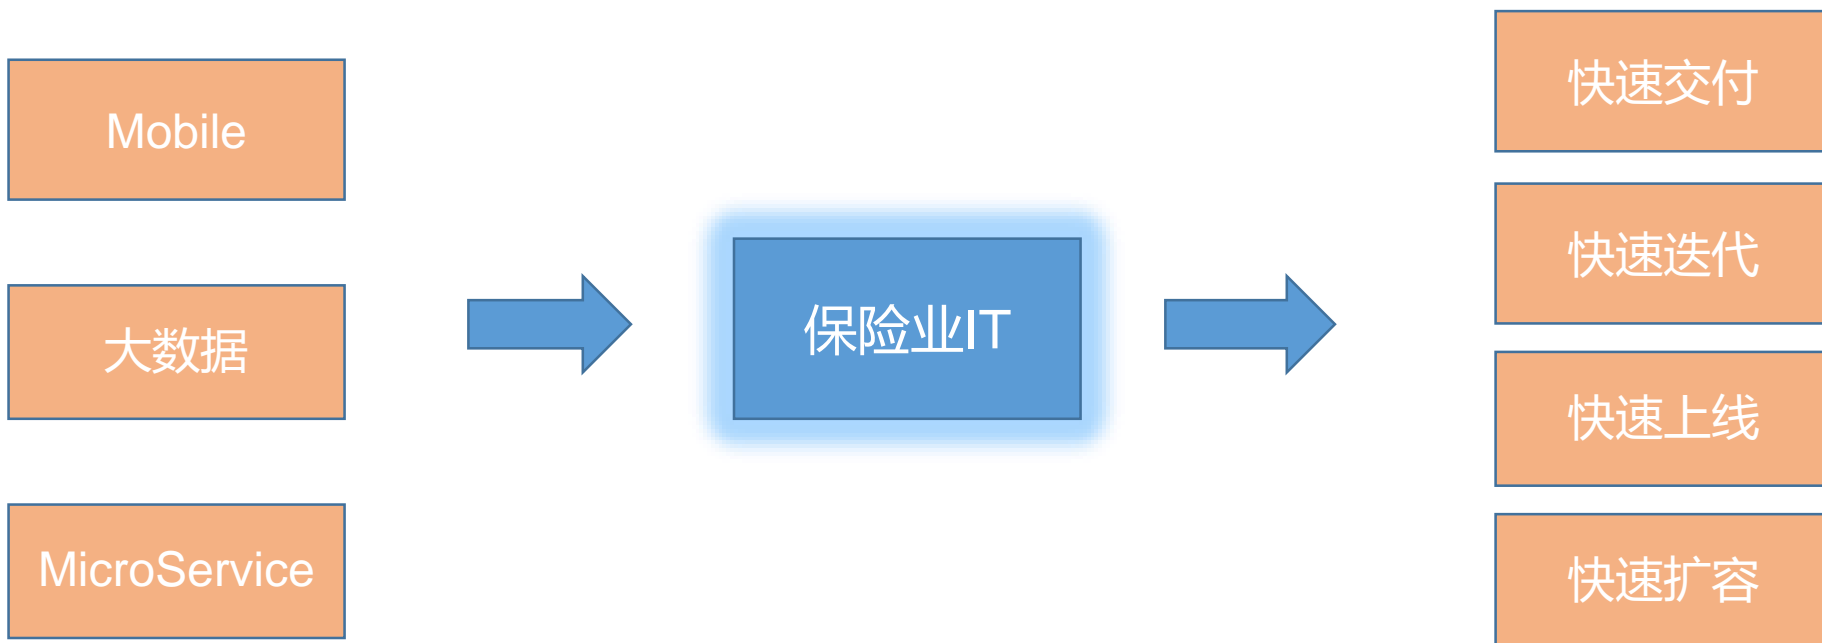 Mobile
大数据
MicroService
保险业IT
快速交付
快速迭代
快速上线
快速扩容